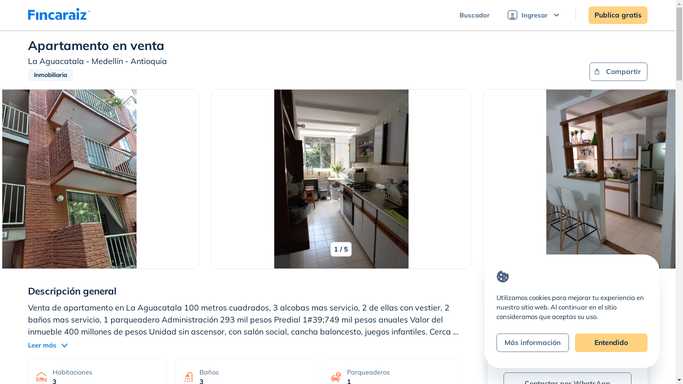 Fincaraiz
Buscador
Ingresar
Publica gratis
Apartamento en venta
La Aguacatala - Medellín - Antioquia
Inmobiliaria
Compartir
1 / 5
Descripción general
Venta de apartamento en La Aguacatala 100 metros cuadrados, 3 alcobas mas servicio, 2 de ellas con vestier, 2
baños mas servicio, 1 parqueadero Administración 293 mil pesos Predial 1#39;749 mil pesos anuales Valor del
inmueble 400 millones de pesos Unidad sin ascensor, con salón social, cancha baloncesto, juegos infantiles. Cerca ...
Leer más
Habitaciones
3
Baños
3
Parqueaderos
1
Utilizamos cookies para mejorar tu experiencia en
nuestro sitio web. Al continuar en el sitio
consideramos que aceptas su uso.
Más información
Entendido
Contactar por WhatsApp